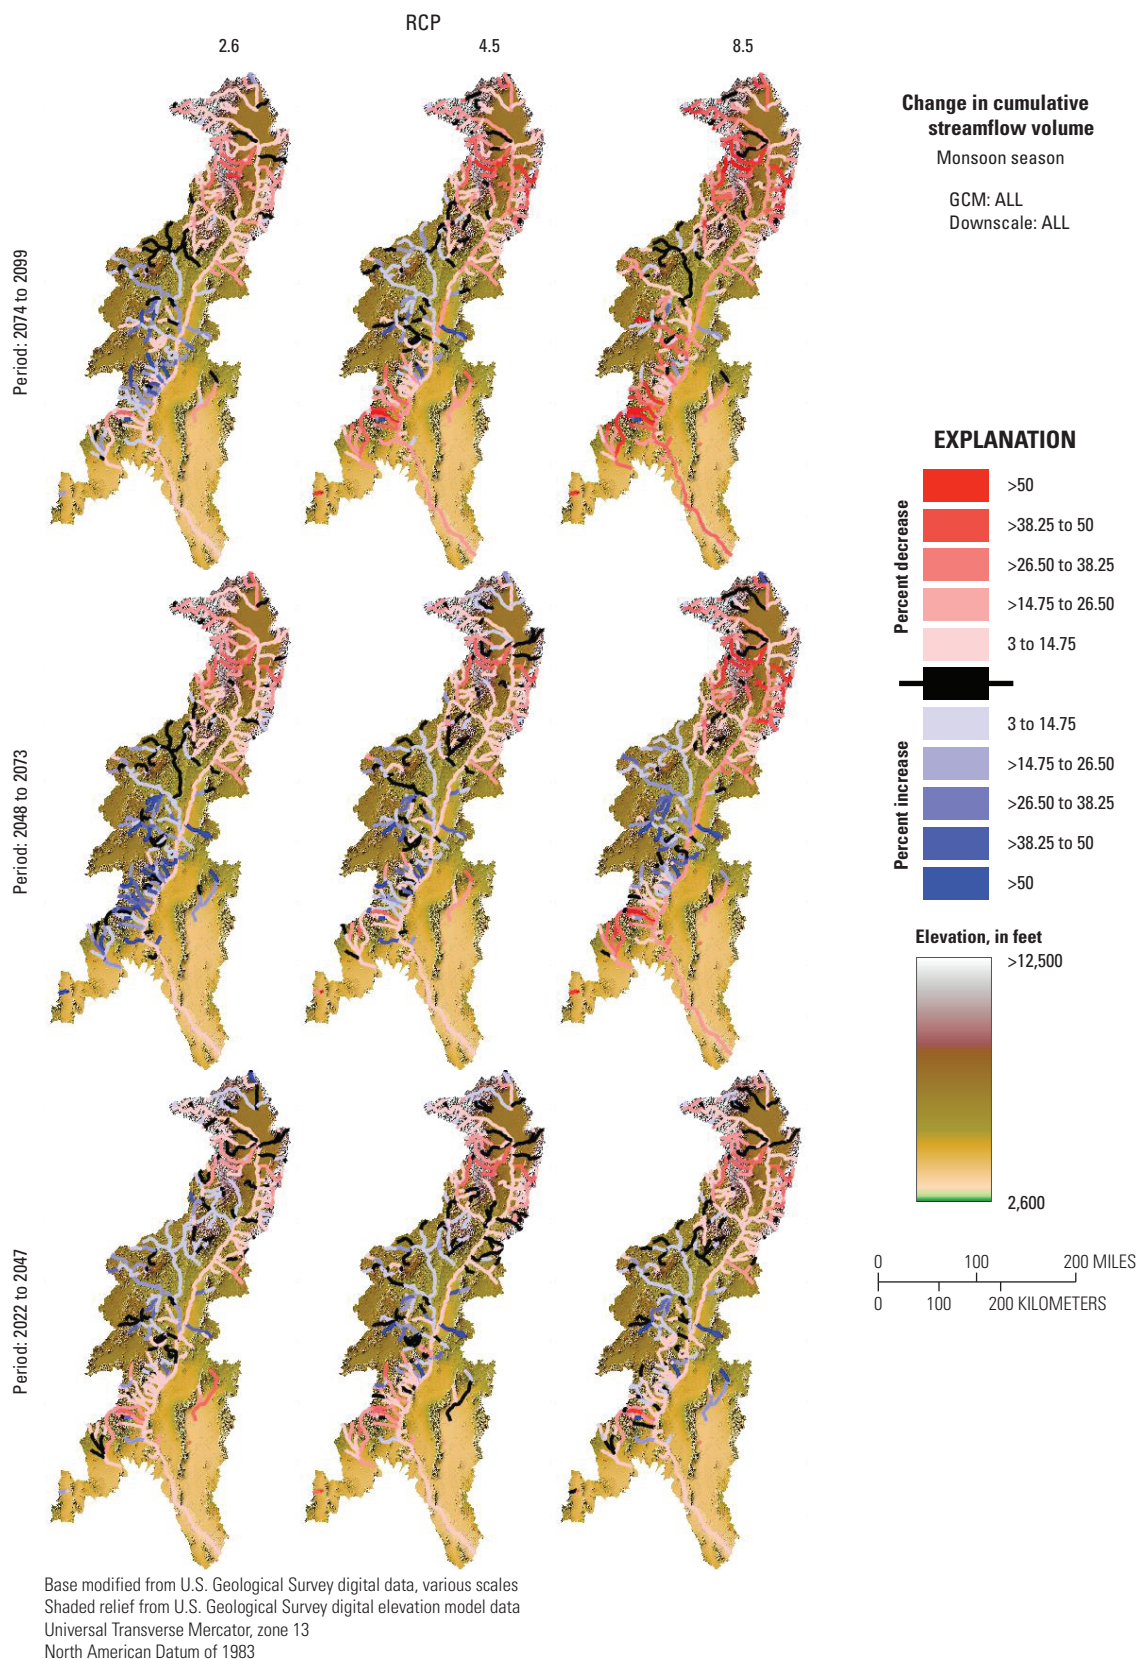 RCP
2.6
4.5
8.5
Change in cumulative
streamflow volume
Monsoon season
GCM: ALL
Downscale: ALL
Period: 2074 to 2099
Period: 2048 to 2073
Period: 2022 to 2047
EXPLANATION
Percent decrease
>50
>38.25 to 50
>26.50 to 38.25
>14.75 to 26.50
3 to 14.75
Percent increase
3 to 14.75
>14.75 to 26.50
>26.50 to 38.25
>38.25 to 50
>50
Elevation, in feet
>12,500
2,600
0 100 200 MILES
0 100 200 KILOMETERS
Base modified from U.S. Geological Survey digital data, various scales
Shaded relief from U.S. Geological Survey digital elevation model data
Universal Transverse Mercator, zone 13
North American Datum of 1983